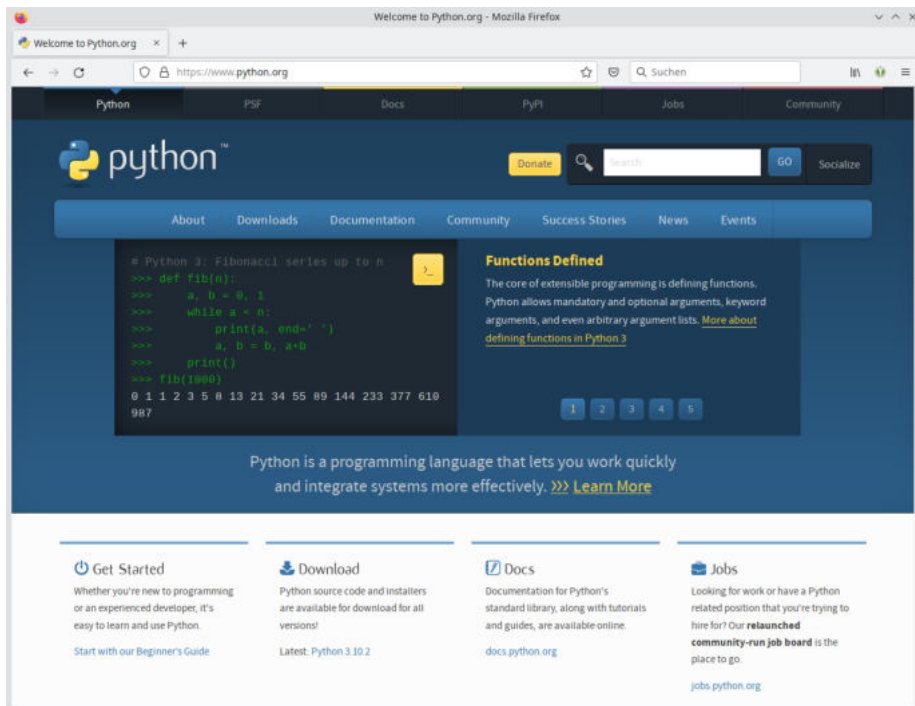 Welcome to Python.org - Mozilla Firefox
Welcome to Python.org × +
https://www.python.org Suchen
Python PSF Docs PyPI Jobs Community
python™ Donate Search GO Socialize
About Downloads Documentation Community Success Stories News Events
# Python 3: Fibonacci series up to n
>>> def fib(n):
>>> a, b = 0, 1
>>> while a < n:
>>> print(a, end=' ')
>>> a, b = b, a+b
>>> print()
>>> fib(1000)
0 1 1 2 3 5 8 13 21 34 55 89 144 233 377 610
987
>_
Functions Defined
The core of extensible programming is defining functions.
Python allows mandatory and optional arguments, keyword
arguments, and even arbitrary argument lists. More about
defining functions in Python 3
1 2 3 4 5
Python is a programming language that lets you work quickly
and integrate systems more effectively. >>> Learn More
Get Started
Whether you're new to programming
or an experienced developer, it's
easy to learn and use Python.
Start with our Beginner's Guide
Download
Python source code and installers
are available for download for all
versions!
Latest: Python 3.10.2
Docs
Documentation for Python's
standard library, along with tutorials
and guides, are available online.
docs.python.org
Jobs
Looking for work or have a Python
related position that you're trying to
hire for? Our relaunched
community-run job board is the
place to go.
jobs.python.org